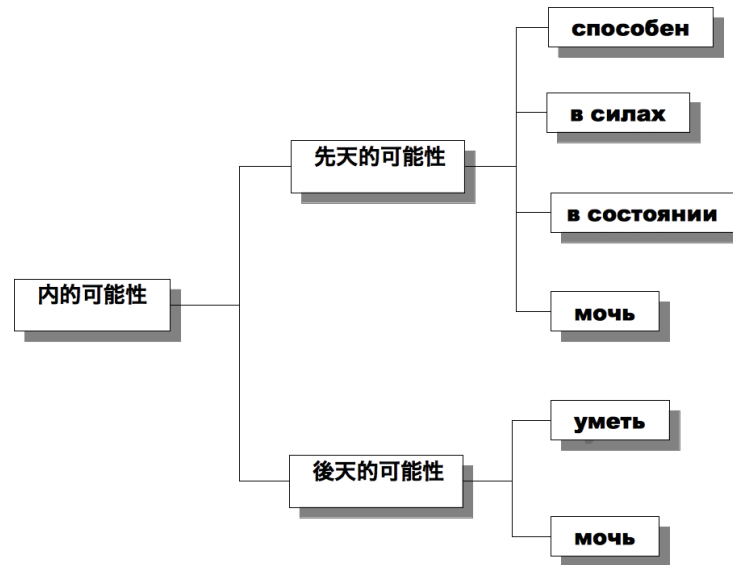 способен
в силах
先天的可能性
в состоянии
内的可能性
мочь
уметь
後天的可能性
мочь